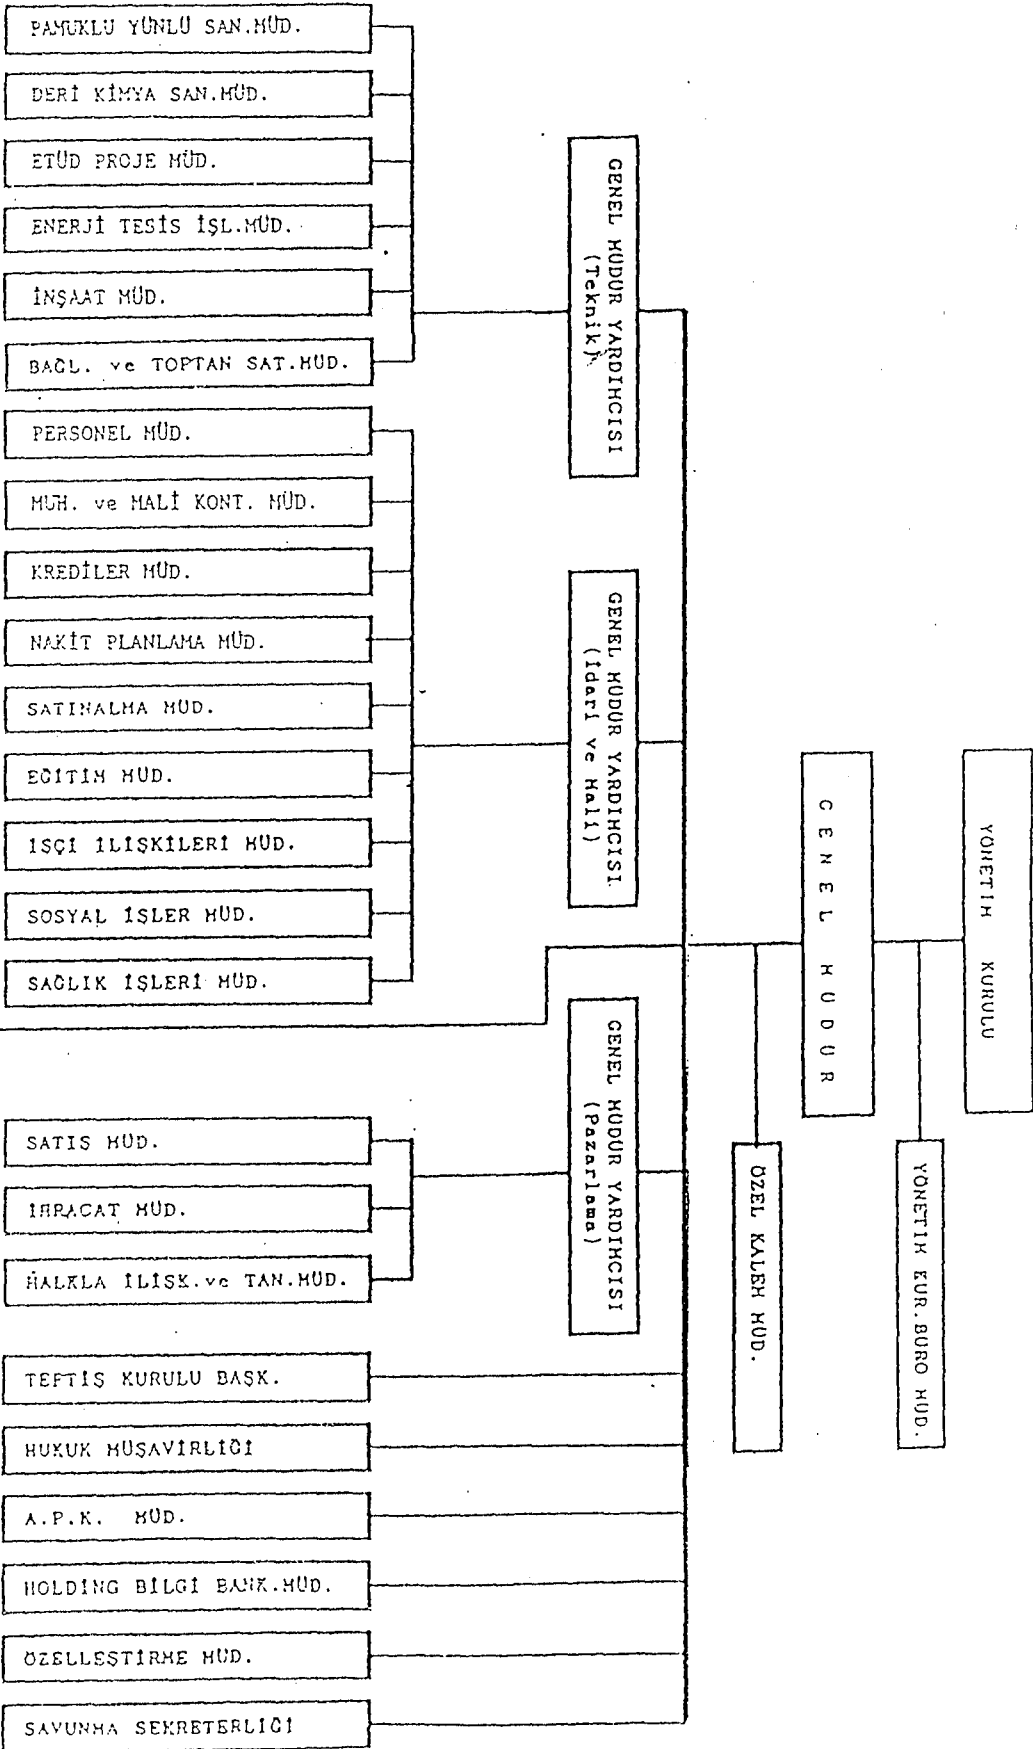 YÖNETİM KURULU
YÖNETİM KUR.BÜRO MÜD.
GENEL MÜDÜR
ÖZEL KALEM MÜD.
GENEL MÜDÜR YARDIMCISI
(Teknik)
PAMUKLU YÜNLÜ SAN.MÜD.
DERİ KİMYA SAN.MÜD.
ETÜD PROJE MÜD.
ENERJİ TESİS İŞL.MÜD.
İNŞAAT MÜD.
BAĞL. ve TOPTAN SAT.MÜD.
GENEL MÜDÜR YARDIMCISI
(İdari ve Mali)
PERSONEL MÜD.
MUH. ve MALİ KONT. MÜD.
KREDİLER MÜD.
NAKİT PLANLAMA MÜD.
SATINALMA MÜD.
EĞİTİM MÜD.
İŞÇİ İLİŞKİLERİ MÜD.
SOSYAL İŞLER MÜD.
SAĞLIK İŞLERİ MÜD.
GENEL MÜDÜR YARDIMCISI
(Pazarlama)
SATIŞ MÜD.
İHRACAT MÜD.
HALKLA İLİŞK.ve TAN.MÜD.
TEFTİŞ KURULU BAŞK.
HUKUK MÜŞAVİRLİĞİ
A.P.K. MÜD.
HOLDİNG BİLGİ BANK.MÜD.
ÖZELLEŞTİRME MÜD.
SAVUNMA SEKRETERLİĞİ